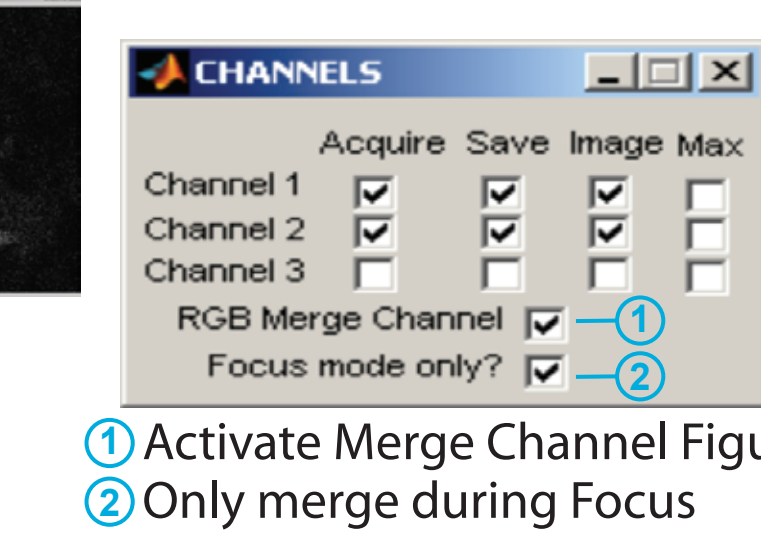 CHANNELS
Acquire Save Image Max
Channel 1
Channel 2
Channel 3
RGB Merge Channel 1
Focus mode only? 2
1 Activate Merge Channel
2 Only merge during Focus